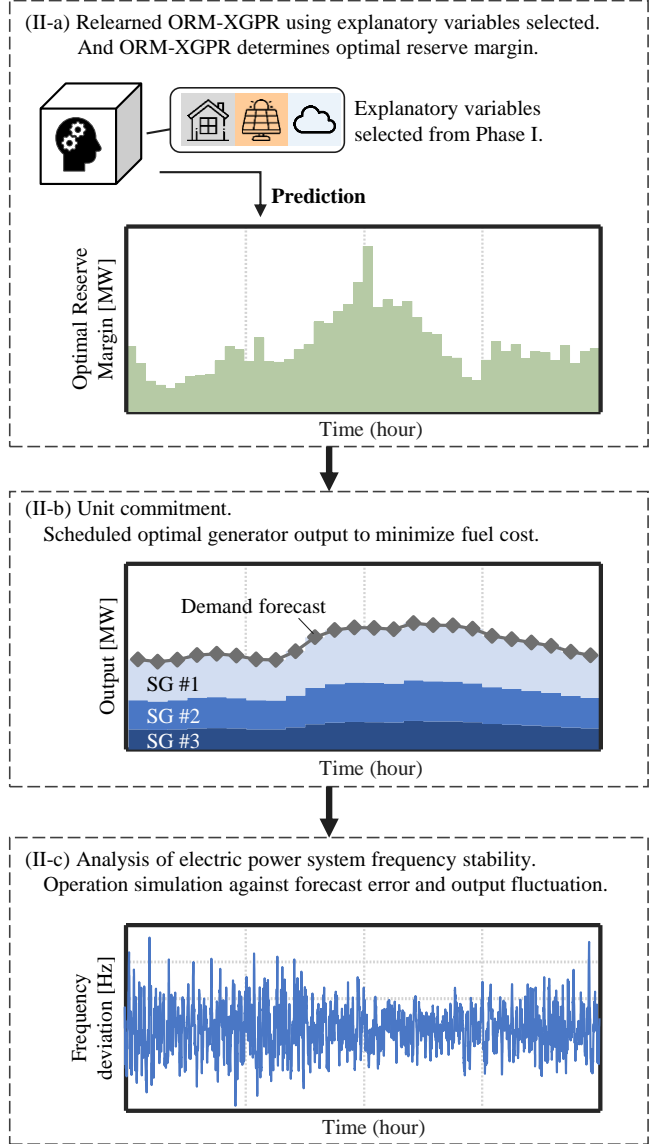 (II-a) Relearned ORM-XGPR using explanatory variables selected.
And ORM-XGPR determines optimal reserve margin.
Explanatory variables
selected from Phase I.
Prediction
Optimal Reserve
Margin [MW]
Time (hour)
(II-b) Unit commitment.
Scheduled optimal generator output to minimize fuel cost.
Demand forecast
Output [MW]
SG #1
SG #2
SG #3
Time (hour)
(II-c) Analysis of electric power system frequency stability.
Operation simulation against forecast error and output fluctuation.
Frequency
deviation [Hz]
Time (hour)